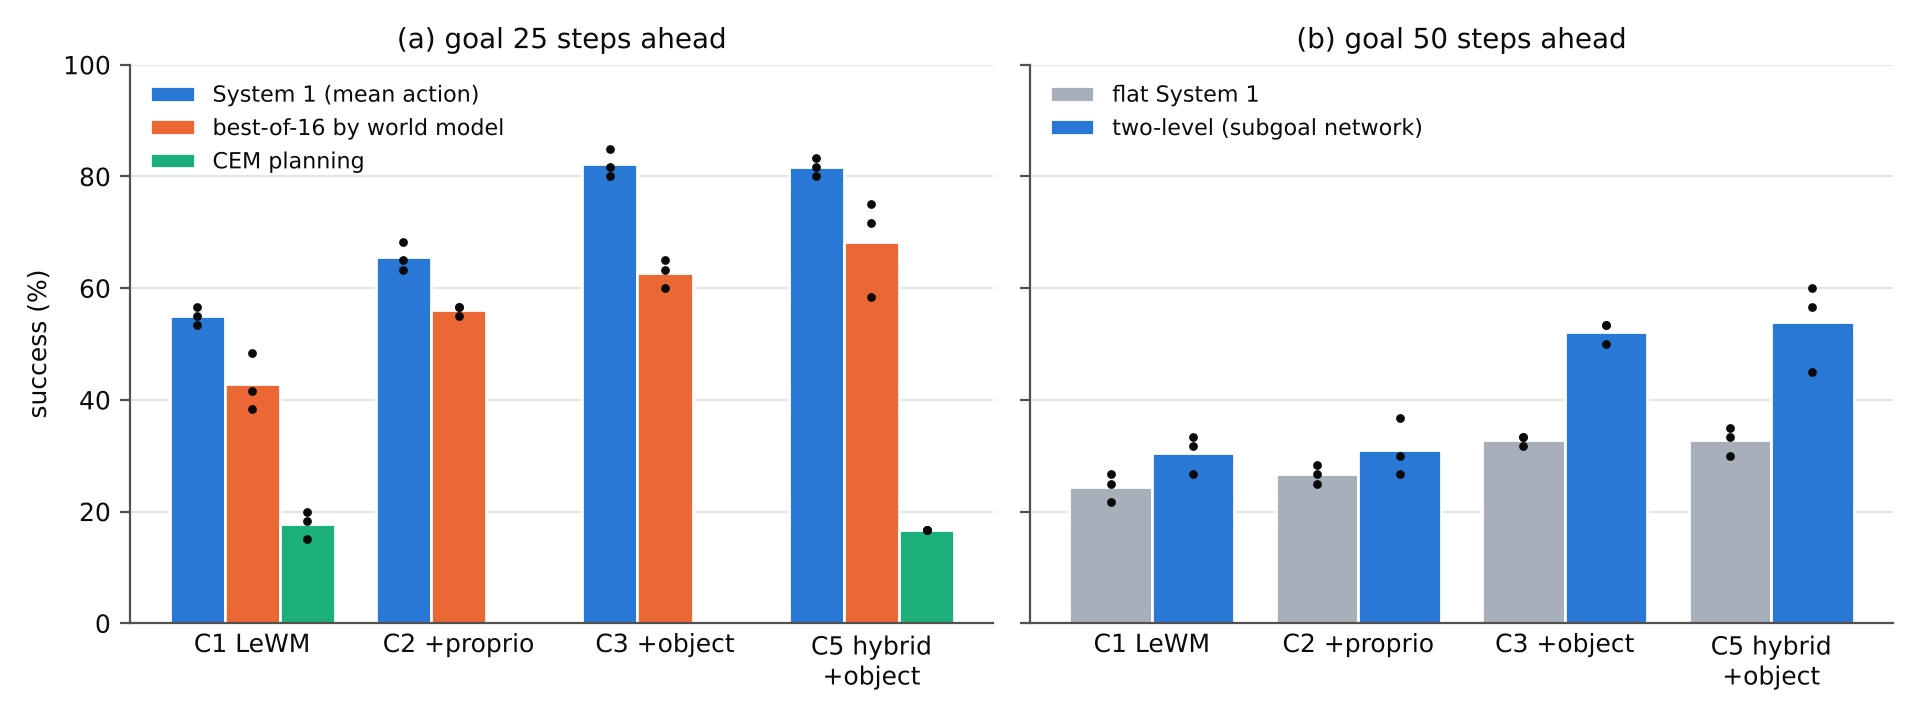 (a) goal 25 steps ahead
success (%)
100
80
60
40
20
0
System 1 (mean action)
best-of-16 by world model
CEM planning
C1 LeWM
C2 +proprio
C3 +object
C5 hybrid
+object
(b) goal 50 steps ahead
flat System 1
two-level (subgoal network)
C1 LeWM
C2 +proprio
C3 +object
C5 hybrid
+object